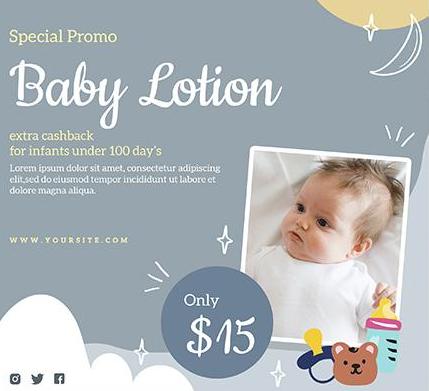 Special Promo
Baby Lotion
extra cashback
for infants under 100 day's
Lorem ipsum dolor sit amet, consectetur adipiscing
elit,sed do eiusmod tempor incididunt ut labore et
dolore magna aliqua.
WWW.YOURSITE.COM
Only
$15